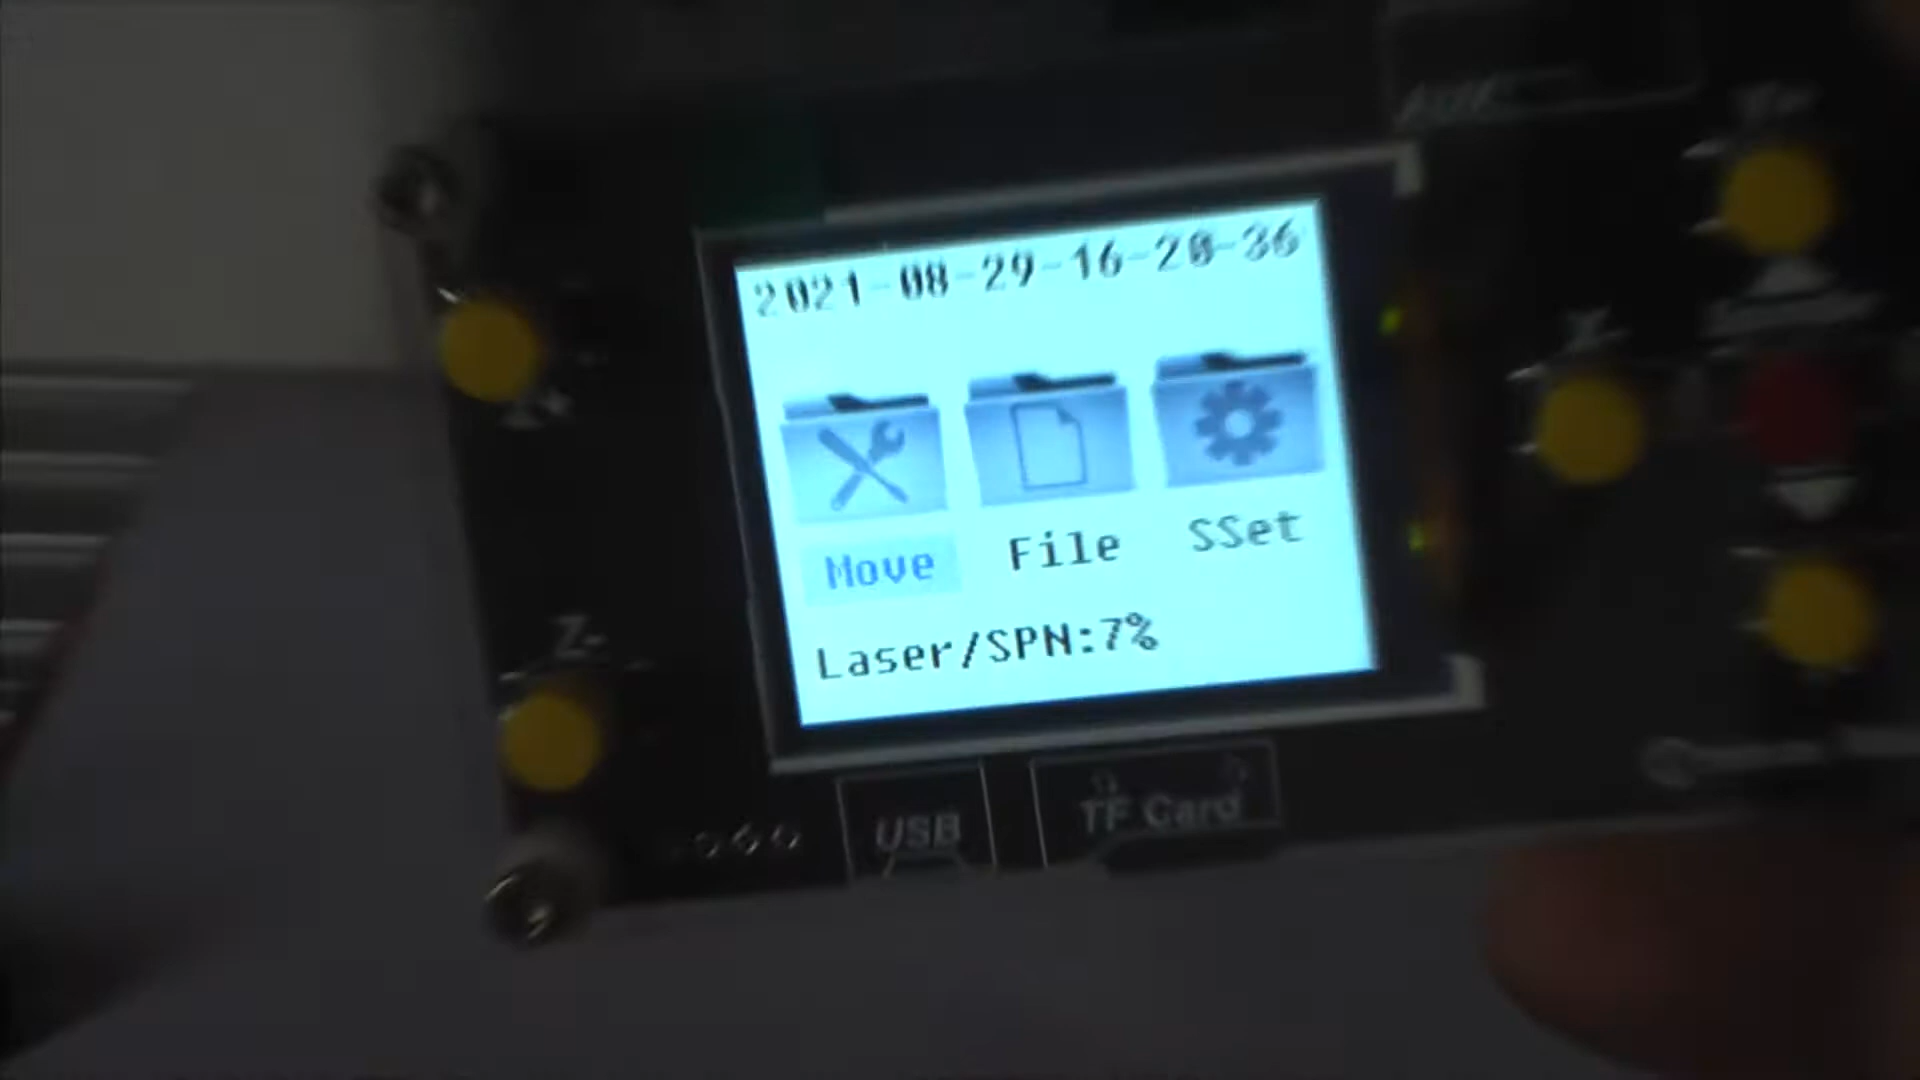 2021-08-29-16-20-36
Move File SSet
Laser/SPN:7%
Z-
USB TF Card